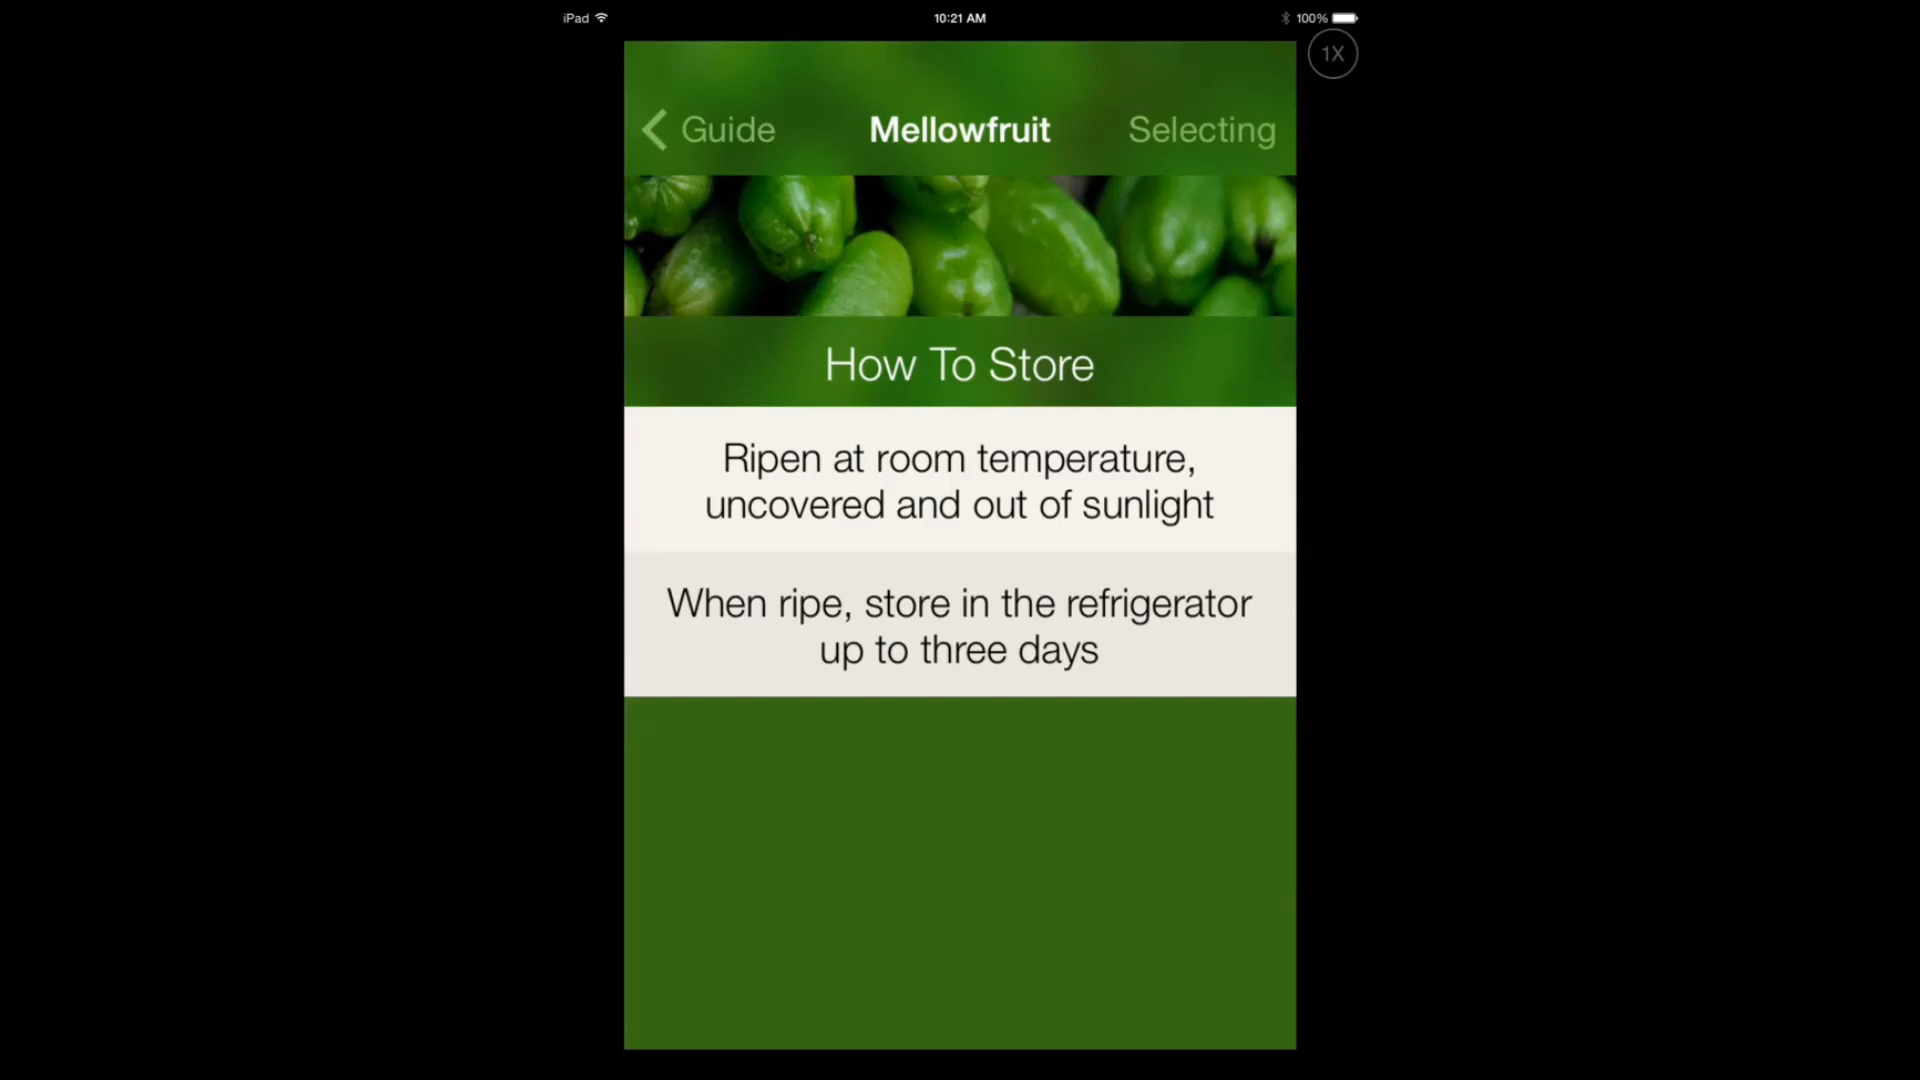 iPad
10:21 AM
100%
1X
Guide
Mellowfruit
Selecting
How To Store
Ripen at room temperature,
uncovered and out of sunlight
When ripe, store in the refrigerator
up to three days